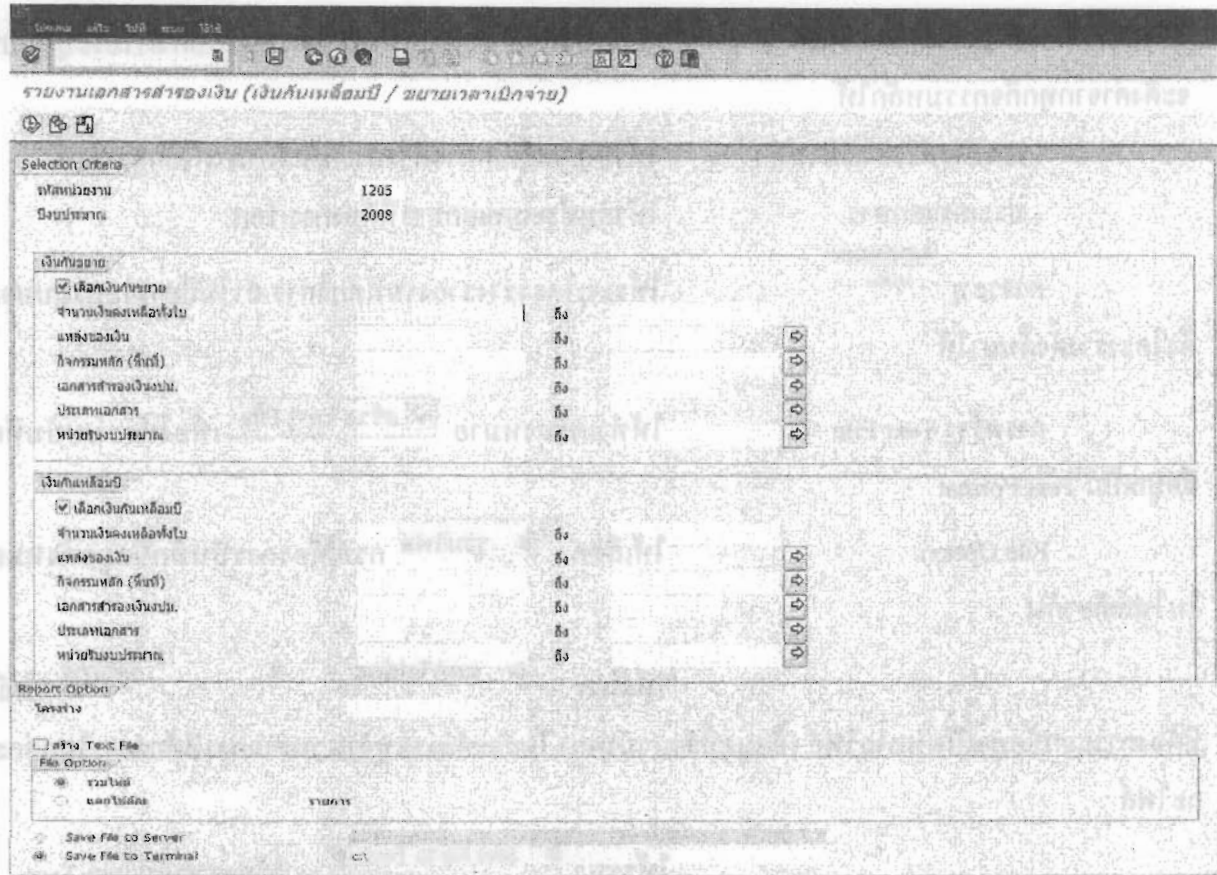 รายงานเอกสารสำรองเงิน (เงินกันเหลื่อมปี / ขยายเวลาเบิกจ่าย)
Selection Criteria
รหัสหน่วยงาน 1205
ปีงบประมาณ 2008
เงินกันขยาย
เลือกเงินกันขยาย
จำนวนเงินคงเหลือทั้งใบ ถึง
แหล่งของเงิน ถึง
กิจกรรมหลัก (พื้นที่) ถึง
เอกสารสำรองเงินงปม. ถึง
ประเภทเอกสาร ถึง
หน่วยรับงบประมาณ ถึง
เงินกันเหลื่อมปี
เลือกเงินกันเหลื่อมปี
จำนวนเงินคงเหลือทั้งใบ ถึง
แหล่งของเงิน ถึง
กิจกรรมหลัก (พื้นที่) ถึง
เอกสารสำรองเงินงปม. ถึง
ประเภทเอกสาร ถึง
หน่วยรับงบประมาณ ถึง
Report Option
โครงร่าง
สร้าง Text File
File Option
รวมไฟล์
แยกไฟล์ละ รายการ
Save File to Server
Save File to Terminal c:\